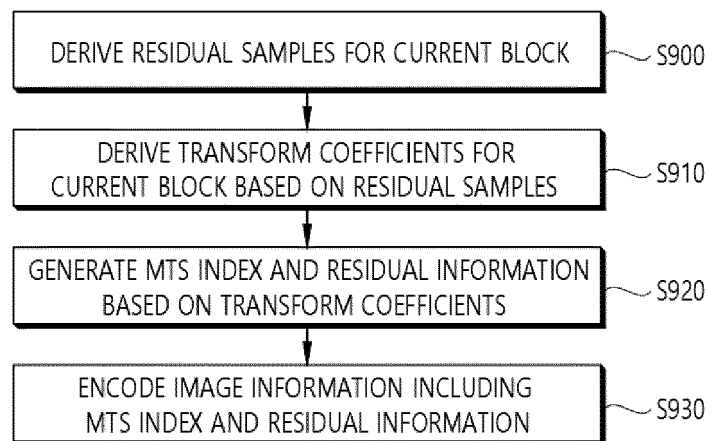 DERIVE RESIDUAL SAMPLES FOR CURRENT BLOCK
S900
DERIVE TRANSFORM COEFFICIENTS FOR
CURRENT BLOCK BASED ON RESIDUAL SAMPLES
S910
GENERATE MTS INDEX AND RESIDUAL INFORMATION
BASED ON TRANSFORM COEFFICIENTS
S920
ENCODE IMAGE INFORMATION INCLUDING
MTS INDEX AND RESIDUAL INFORMATION
S930